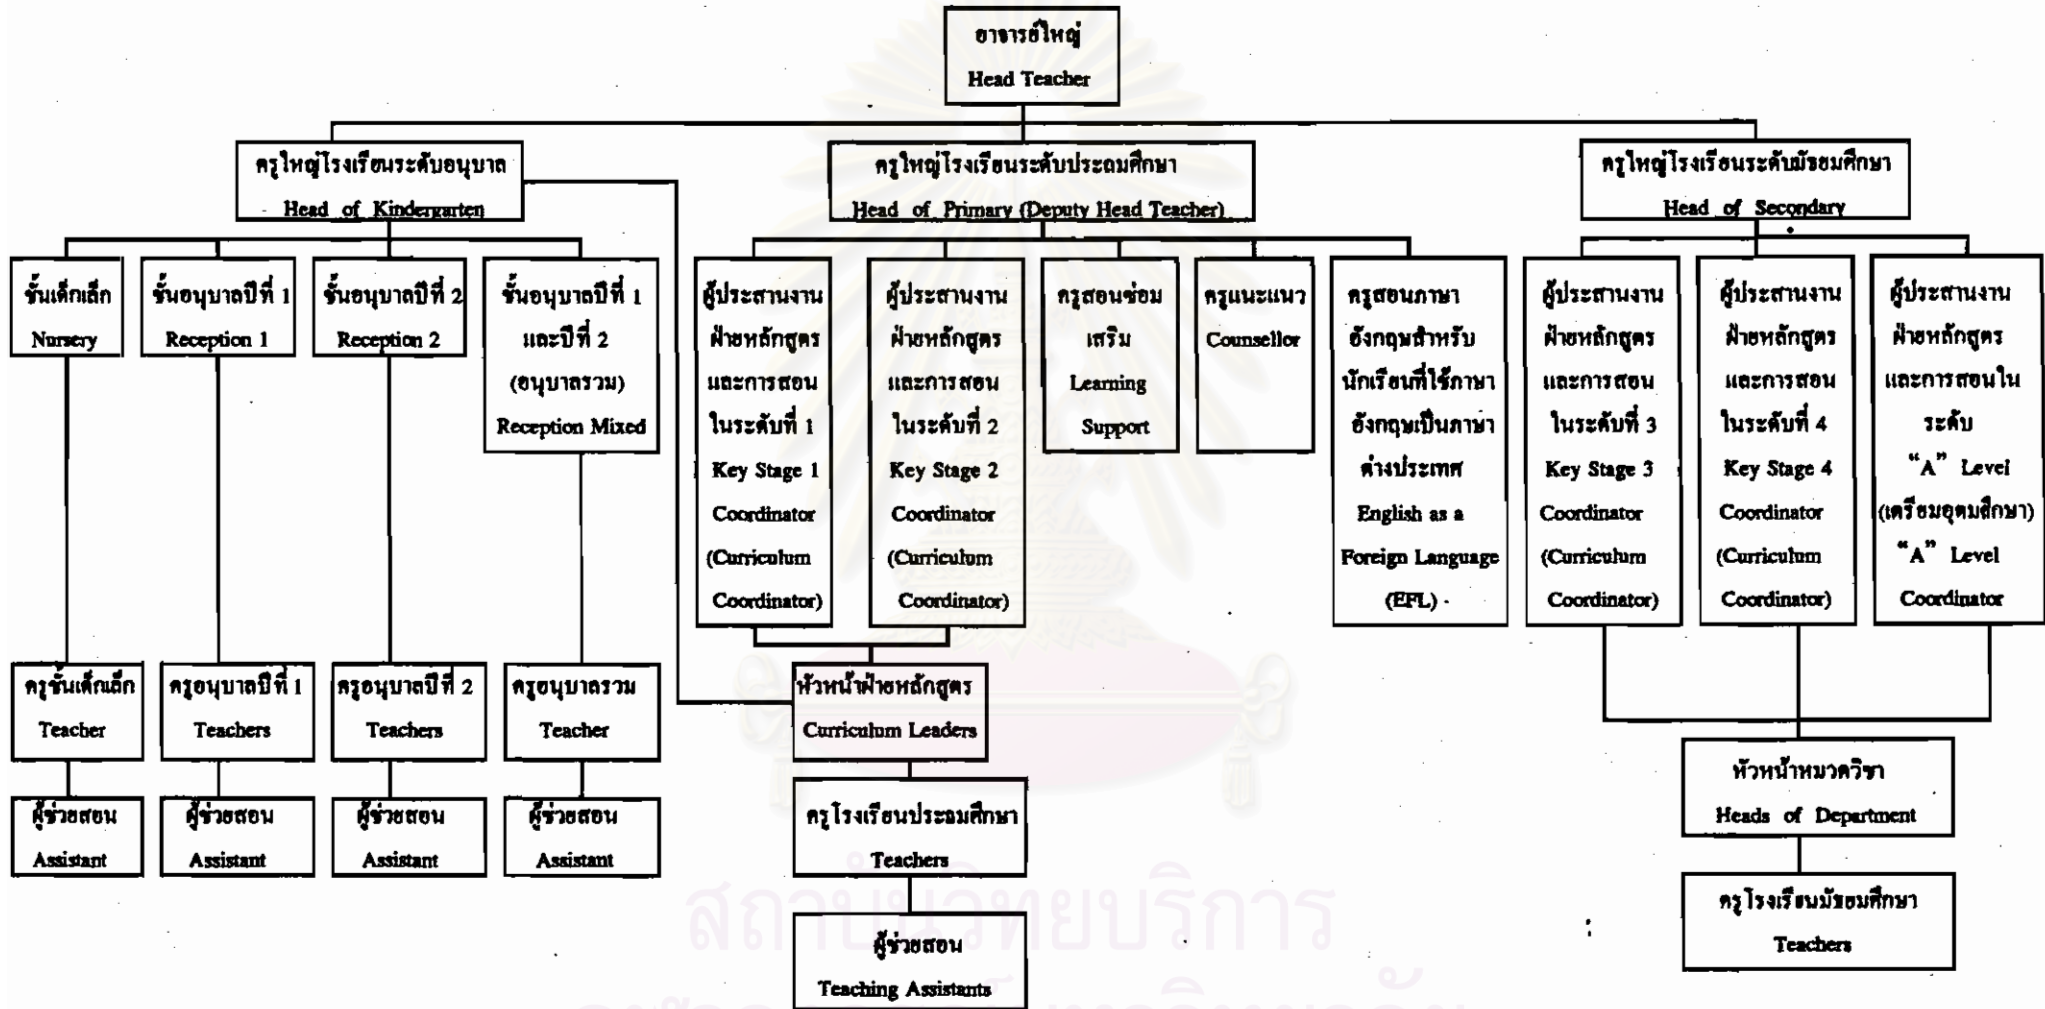 อาจารย์ใหญ่
Head Teacher
ครูใหญ่โรงเรียนระดับอนุบาล
Head of Kindergarten
ครูใหญ่โรงเรียนระดับประถมศึกษา
Head of Primary (Deputy Head Teacher)
ครูใหญ่โรงเรียนระดับมัธยมศึกษา
Head of Secondary
ชั้นเด็กเล็ก
Nursery
ชั้นอนุบาลปีที่ 1
Reception 1
ชั้นอนุบาลปีที่ 2
Reception 2
ชั้นอนุบาลปีที่ 1
และปีที่ 2
(อนุบาลรวม)
Reception Mixed
ผู้ประสานงาน
ฝ่ายหลักสูตร
และการสอน
ในระดับที่ 1
Key Stage 1
Coordinator
(Curriculum
Coordinator)
ผู้ประสานงาน
ฝ่ายหลักสูตร
และการสอน
ในระดับที่ 2
Key Stage 2
Coordinator
(Curriculum
Coordinator)
ครูสอนซ่อม
เสริม
Learning
Support
ครูแนะแนว
Counsellor
ครูสอนภาษา
อังกฤษสำหรับ
นักเรียนที่ใช้ภาษา
อังกฤษเป็นภาษา
ต่างประเทศ
English as a
Foreign Language
(EFL)
ผู้ประสานงาน
ฝ่ายหลักสูตร
และการสอน
ในระดับที่ 3
Key Stage 3
Coordinator
(Curriculum
Coordinator)
ผู้ประสานงาน
ฝ่ายหลักสูตร
และการสอน
ในระดับที่ 4
Key Stage 4
Coordinator
(Curriculum
Coordinator)
ผู้ประสานงาน
ฝ่ายหลักสูตร
และการสอนใน
ระดับ
“A” Level
(เตรียมอุดมศึกษา)
“A” Level
Coordinator
ครูชั้นเด็กเล็ก
Teacher
ครูอนุบาลปีที่ 1
Teachers
ครูอนุบาลปีที่ 2
Teachers
ครูอนุบาลรวม
Teacher
หัวหน้าฝ่ายหลักสูตร
Curriculum Leaders
หัวหน้าหมวดวิชา
Heads of Department
ผู้ช่วยสอน
Assistant
ผู้ช่วยสอน
Assistant
ผู้ช่วยสอน
Assistant
ผู้ช่วยสอน
Assistant
ครูโรงเรียนประถมศึกษา
Teachers
ครูโรงเรียนมัธยมศึกษา
Teachers
ผู้ช่วยสอน
Teaching Assistants
สถาบันวิทยบริการ